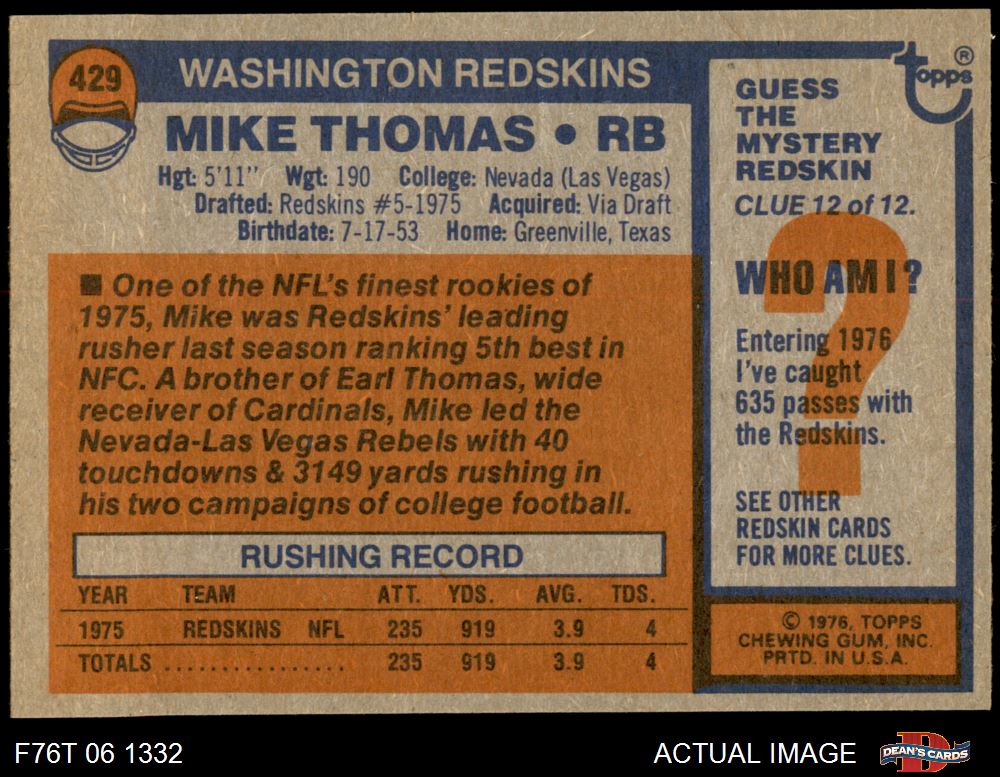 429
WASHINGTON REDSKINS
MIKE THOMAS • RB
Hgt: 5'11" Wgt: 190 College: Nevada (Las Vegas)
Drafted: Redskins #5-1975 Acquired: Via Draft
Birthdate: 7-17-53 Home: Greenville, Texas
■ One of the NFL's finest rookies of
1975, Mike was Redskins' leading
rusher last season ranking 5th best in
NFC. A brother of Earl Thomas, wide
receiver of Cardinals, Mike led the
Nevada-Las Vegas Rebels with 40
touchdowns & 3149 yards rushing in
his two campaigns of college football.
RUSHING RECORD
YEAR TEAM ATT. YDS. AVG. TDS.
1975 REDSKINS NFL 235 919 3.9 4
TOTALS ................ 235 919 3.9 4
topps ®
GUESS
THE
MYSTERY
REDSKIN
CLUE 12 of 12.
?
WHO AM I?
Entering 1976
I've caught
635 passes with
the Redskins.
SEE OTHER
REDSKIN CARDS
FOR MORE CLUES.
© 1976, TOPPS
CHEWING GUM, INC.
PRTD. IN U.S.A.
F76T 06 1332
ACTUAL IMAGE
D
DEAN'S CARDS